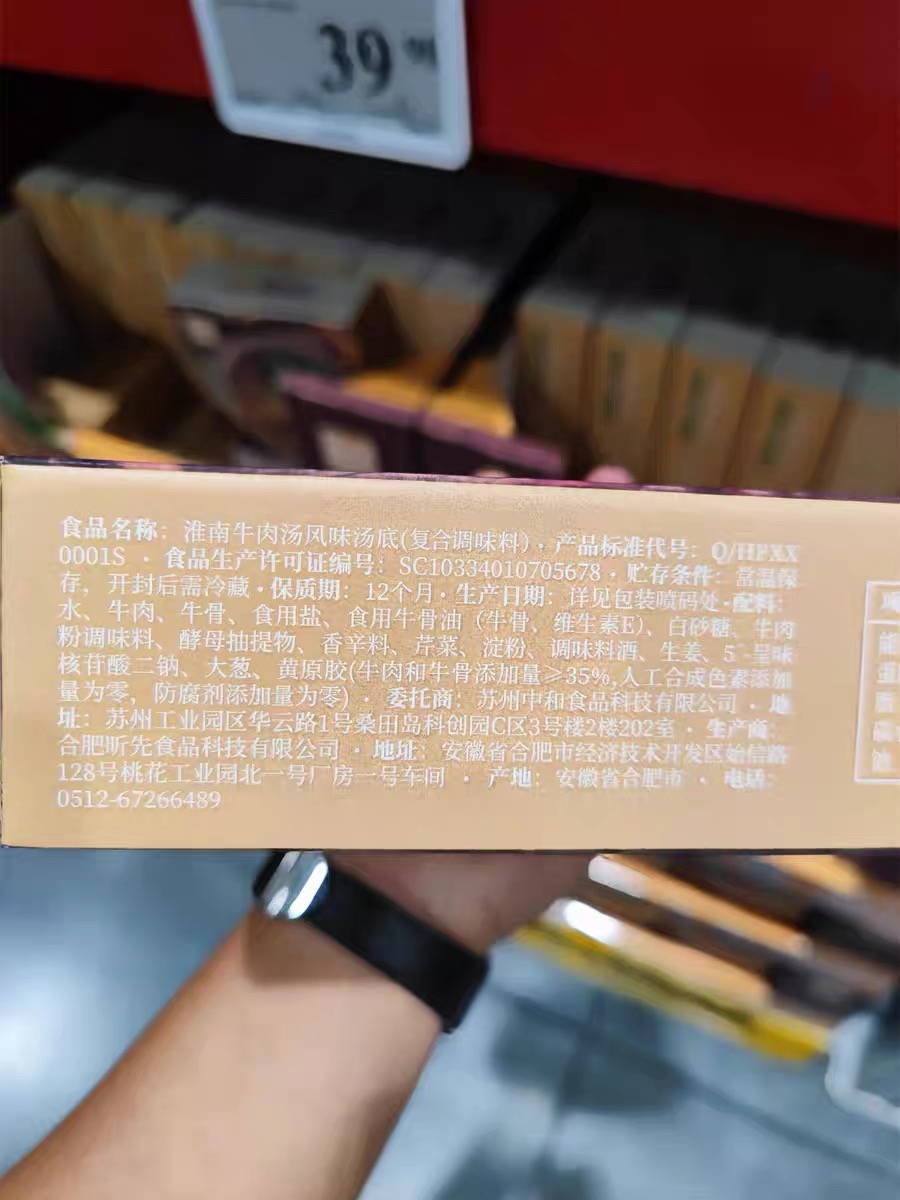 39
食品名称：淮南牛肉汤风味汤底(复合调味料)·产品标准代号：Q/HFXX
0001S · 食品生产许可证编号：SC10334010705678·贮存条件：常温保
存，开封后需冷藏·保质期：12个月·生产日期：详见包装喷码处·配料：
水、牛肉、牛骨、食用盐、食用牛骨油（牛骨、维生素E）、白砂糖、牛肉
粉调味料、酵母抽提物、香辛料、芹菜、淀粉、调味料酒、生姜、5´-呈味
核苷酸二钠、大葱、黄原胶(牛肉和牛骨添加量≥35%,人工合成色素添加
量为零，防腐剂添加量为零) · 委托商：苏州中和食品科技有限公司 · 地
址：苏州工业园区华云路1号桑田岛科创园C区3号楼2楼202室 · 生产商：
合肥昕先食品科技有限公司 · 地址：安徽省合肥市经济技术开发区始信路
128号桃花工业园北一号厂房一号车间 · 产地：安徽省合肥市 · 电话：
0512-67266489